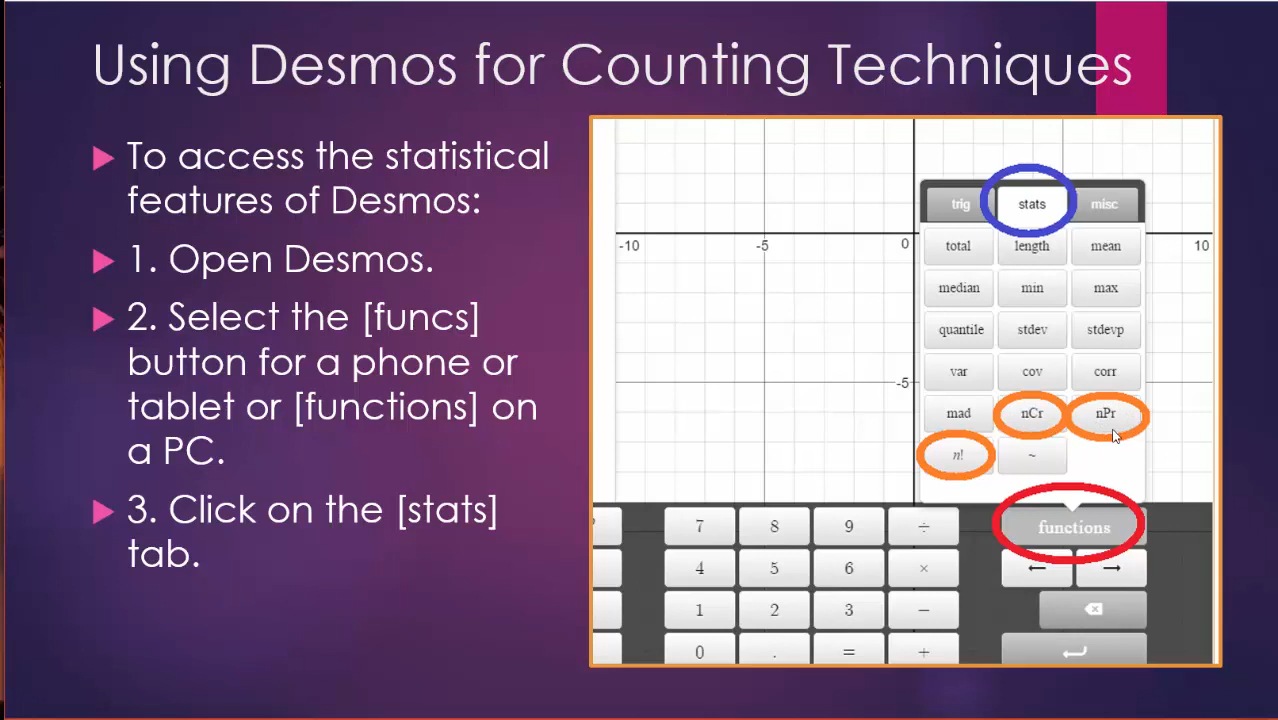 Using Desmos for Counting Techniques
To access the statistical
features of Desmos:
1. Open Desmos.
2. Select the [funcs]
button for a phone or
tablet or [functions] on
a PC.
3. Click on the [stats]
tab.
-10 -5 0 10
-5
trig stats misc
total length mean
median min max
quantile stdev stdevp
var cov corr
mad nCr nPr
n! ~
7 8 9 ÷ functions
4 5 6 × ← →
1 2 3 −
0 . = +